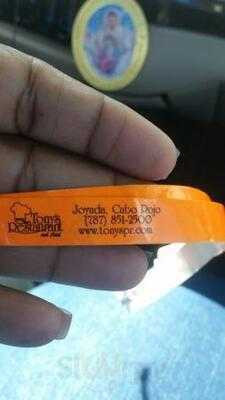 Tony's
Restaurant
Joyuda, Cabo Rojo
(787) 851-2500
www.tonyspr.com